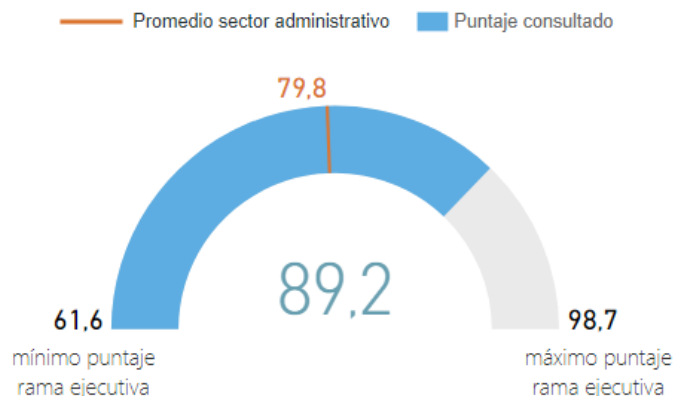 Promedio sector administrativo
Puntaje consultado
79,8
89,2
61,6
98,7
mínimo puntaje
rama ejecutiva
máximo puntaje
rama ejecutiva